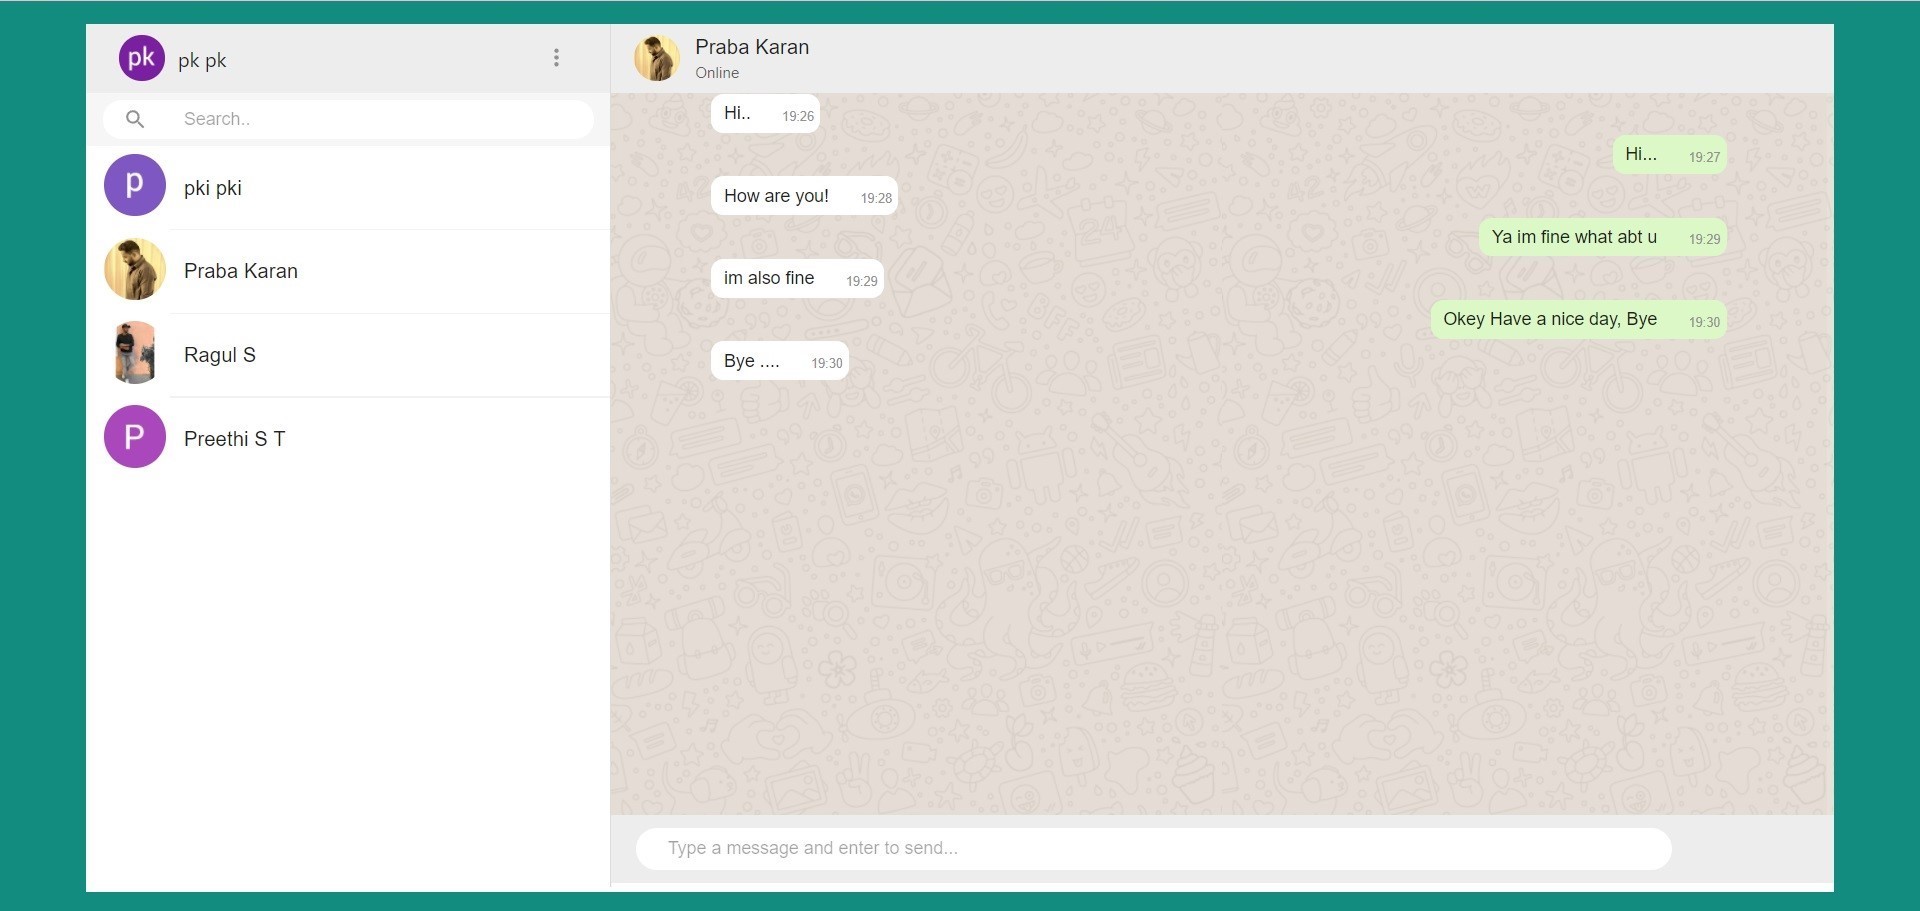 pk
pk pk
Search..
p
pki pki
Praba Karan
Ragul S
P
Preethi S T
Praba Karan
Online
Hi.. 19:26
Hi... 19:27
How are you! 19:28
Ya im fine what abt u 19:29
im also fine 19:29
Okey Have a nice day, Bye 19:30
Bye .... 19:30
24
Type a message and enter to send...